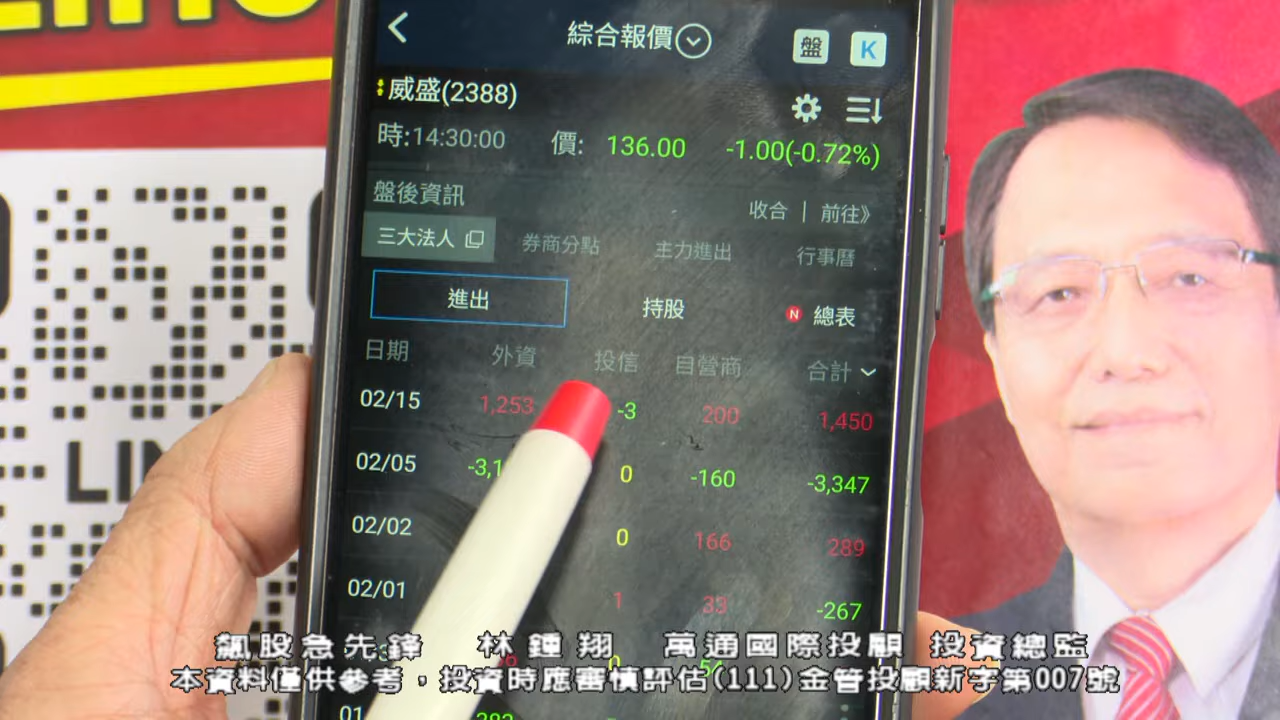 綜合報價
盤
K
威盛(2388)
時:14:30:00 價: 136.00 -1.00(-0.72%)
盤後資訊 收合 | 前往》
三大法人 券商分點 主力進出 行事曆
進出 持股 N 總表
日期 外資 投信 自營商 合計
02/15 1,253 -3 200 1,450
02/05 -3,1 0 -160 -3,347
02/02 0 166 289
02/01 1 33 -267
LIN
飆股急先鋒 林鍾翔 萬通國際投顧 投資總監
本資料僅供參考，投資時應審慎評估(111)金管投顧新字第007號